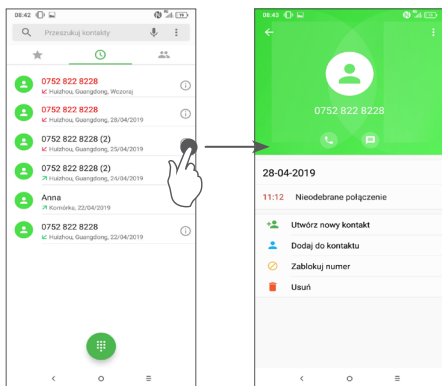 08:42
Przeszukuj kontakty
0752 822 8228
Huizhou, Guangdong, Wczoraj
0752 822 8228
Huizhou, Guangdong, 28/04/2019
0752 822 8228 (2)
Huizhou, Guangdong, 25/04/2019
0752 822 8228 (2)
Huizhou, Guangdong, 24/04/2019
Anna
Komórka, 22/04/2019
0752 822 8228
Huizhou, Guangdong, 22/04/2019
08:43
0752 822 8228
28-04-2019
11:12 Nieodebrane połączenie
Utwórz nowy kontakt
Dodaj do kontaktu
Zablokuj numer
Usuń